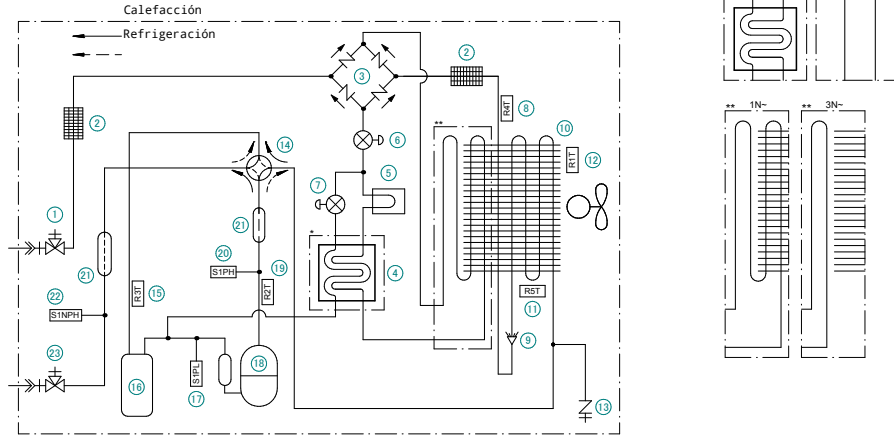 Calefacción
Refrigeración
2
3
2
R4T
8
14
6
**
10
R1T
12
7
5
1
21
21
20
S1PH
19
*
4
22
R3T
15
R2T
R5T
11
S1NPH
9
23
16
S1PL
17
18
13
** 1N~
** 3N~